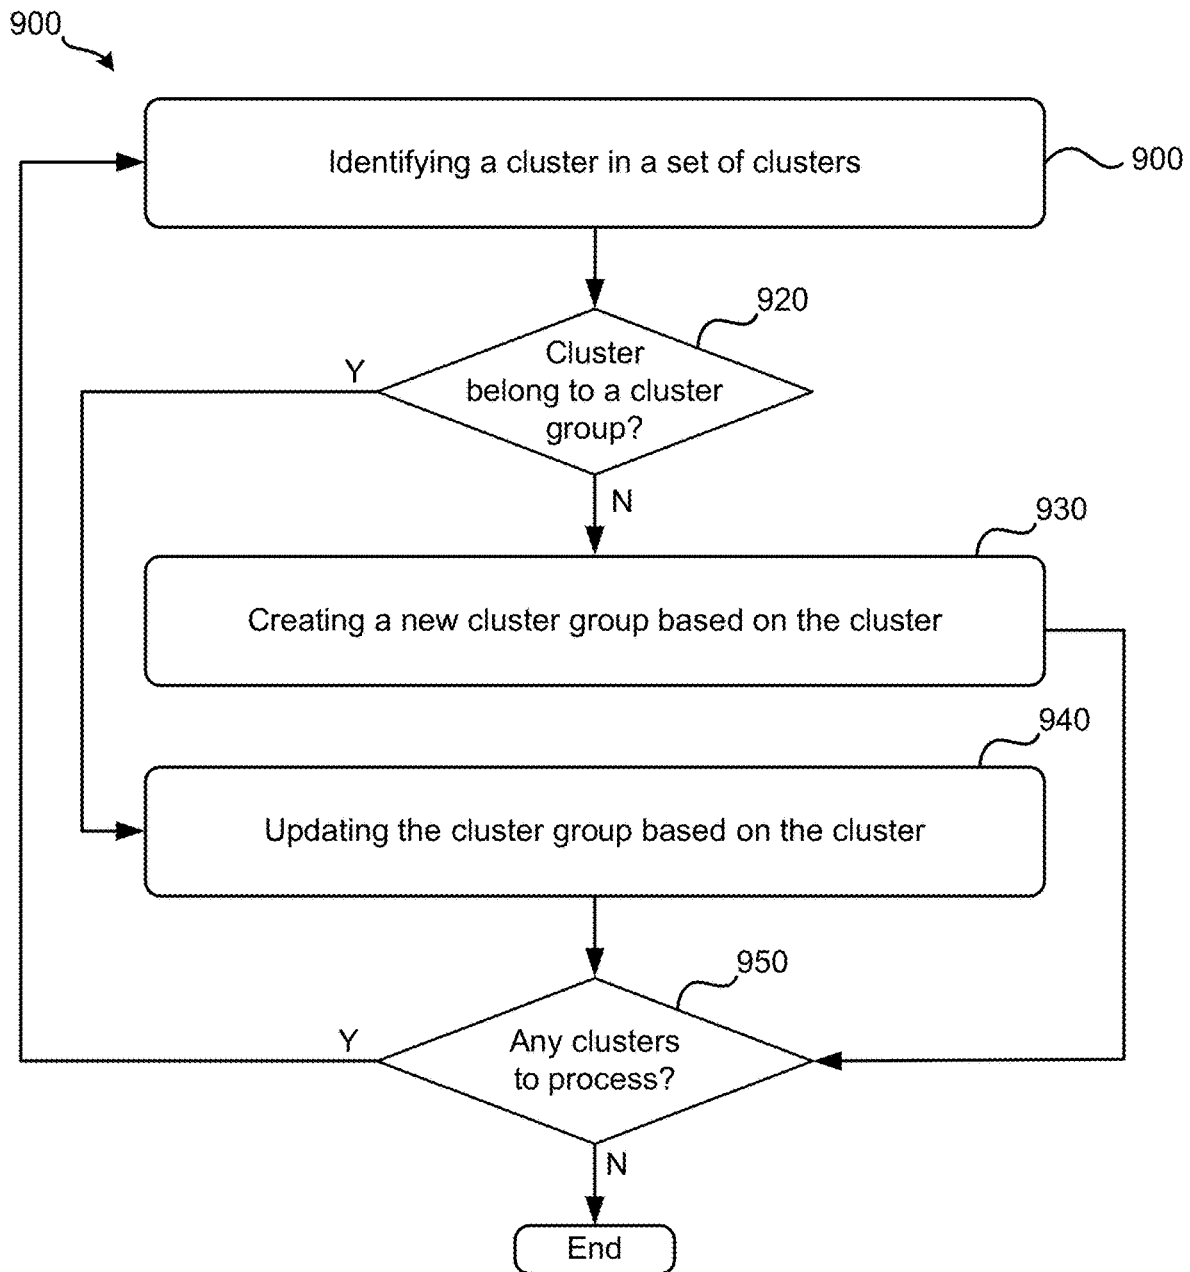 900
Identifying a cluster in a set of clusters
900
920
Cluster
belong to a cluster
group?
Y
N
930
Creating a new cluster group based on the cluster
940
Updating the cluster group based on the cluster
950
Any clusters
to process?
Y
N
End